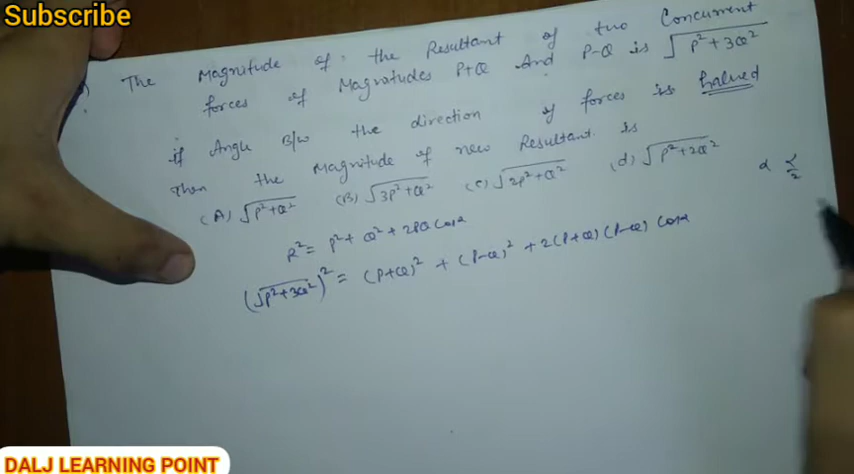 Subscribe
The Magnitude of the Resultant of two Concurrent
forces of Magnitudes P+Q And P-Q is √P²+3Q²
if Angle B/w the direction of forces is halved
Then the Magnitude of new Resultant is
(A) √P²+Q² (B) √3P²+Q² (C) √2P²+Q² (d) √P²+2Q²
α α/2
R² = P² + Q² + 2PQ Cosα
(√P²+3Q²)² = (P+Q)² + (P-Q)² + 2(P+Q)(P-Q) Cosα
DALJ LEARNING POINT